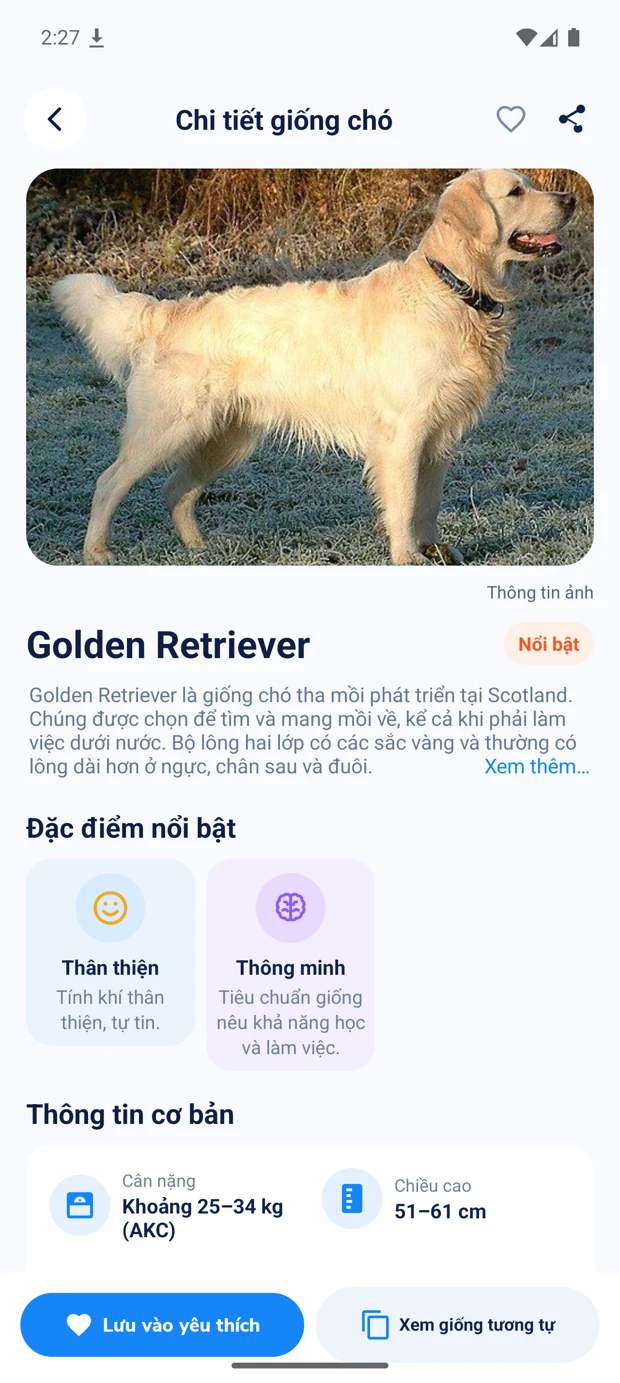 2:27
Chi tiết giống chó
Thông tin ảnh
Golden Retriever
Nổi bật
Golden Retriever là giống chó tha mồi phát triển tại Scotland.
Chúng được chọn để tìm và mang mồi về, kể cả khi phải làm
việc dưới nước. Bộ lông hai lớp có các sắc vàng và thường có
lông dài hơn ở ngực, chân sau và đuôi.
Xem thêm...
Đặc điểm nổi bật
Thân thiện
Tính khí thân
thiện, tự tin.
Thông minh
Tiêu chuẩn giống
nêu khả năng học
và làm việc.
Thông tin cơ bản
Cân nặng
Khoảng 25–34 kg
(AKC)
Chiều cao
51–61 cm
Lưu vào yêu thích
Xem giống tương tự